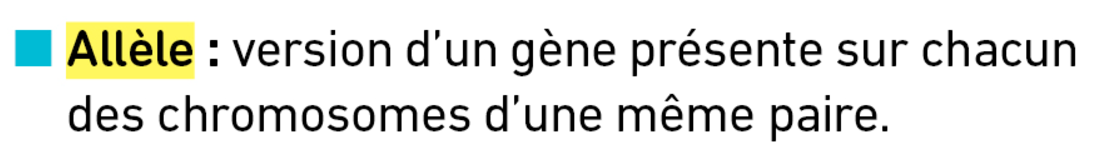 Allèle : version d'un gène présente sur chacun
des chromosomes d'une même paire.